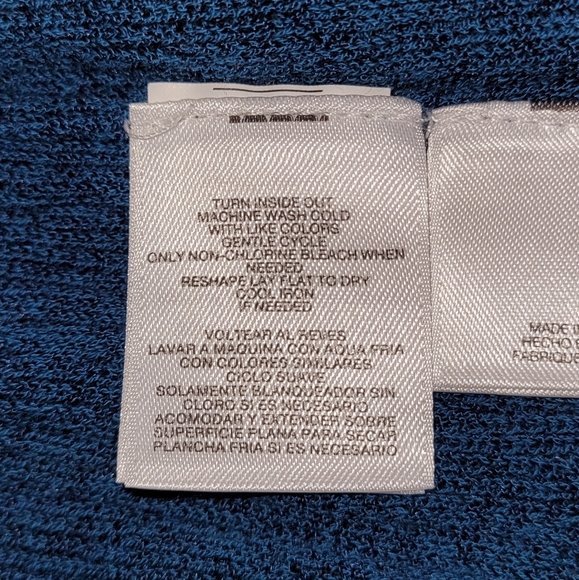 TURN INSIDE OUT
MACHINE WASH COLD
WITH LIKE COLORS
GENTLE CYCLE
ONLY NON-CHLORINE BLEACH WHEN
NEEDED
RESHAPE LAY FLAT TO DRY
COOL IRON
IF NEEDED
VOLTEAR AL REVES
LAVAR A MAQUINA CON AQUA FRIA
CON COLORES SIMILARES
CICLO SUAVE
SOLAMENTE BLANQUEADOR SIN
CLORO SI ES NECESARIO
ACOMODAR Y EXTENDER SOBRE
SUPERFICIE PLANA PARA SECAR
PLANCHA FRIA SI ES NECESARIO
MADE
HECHO